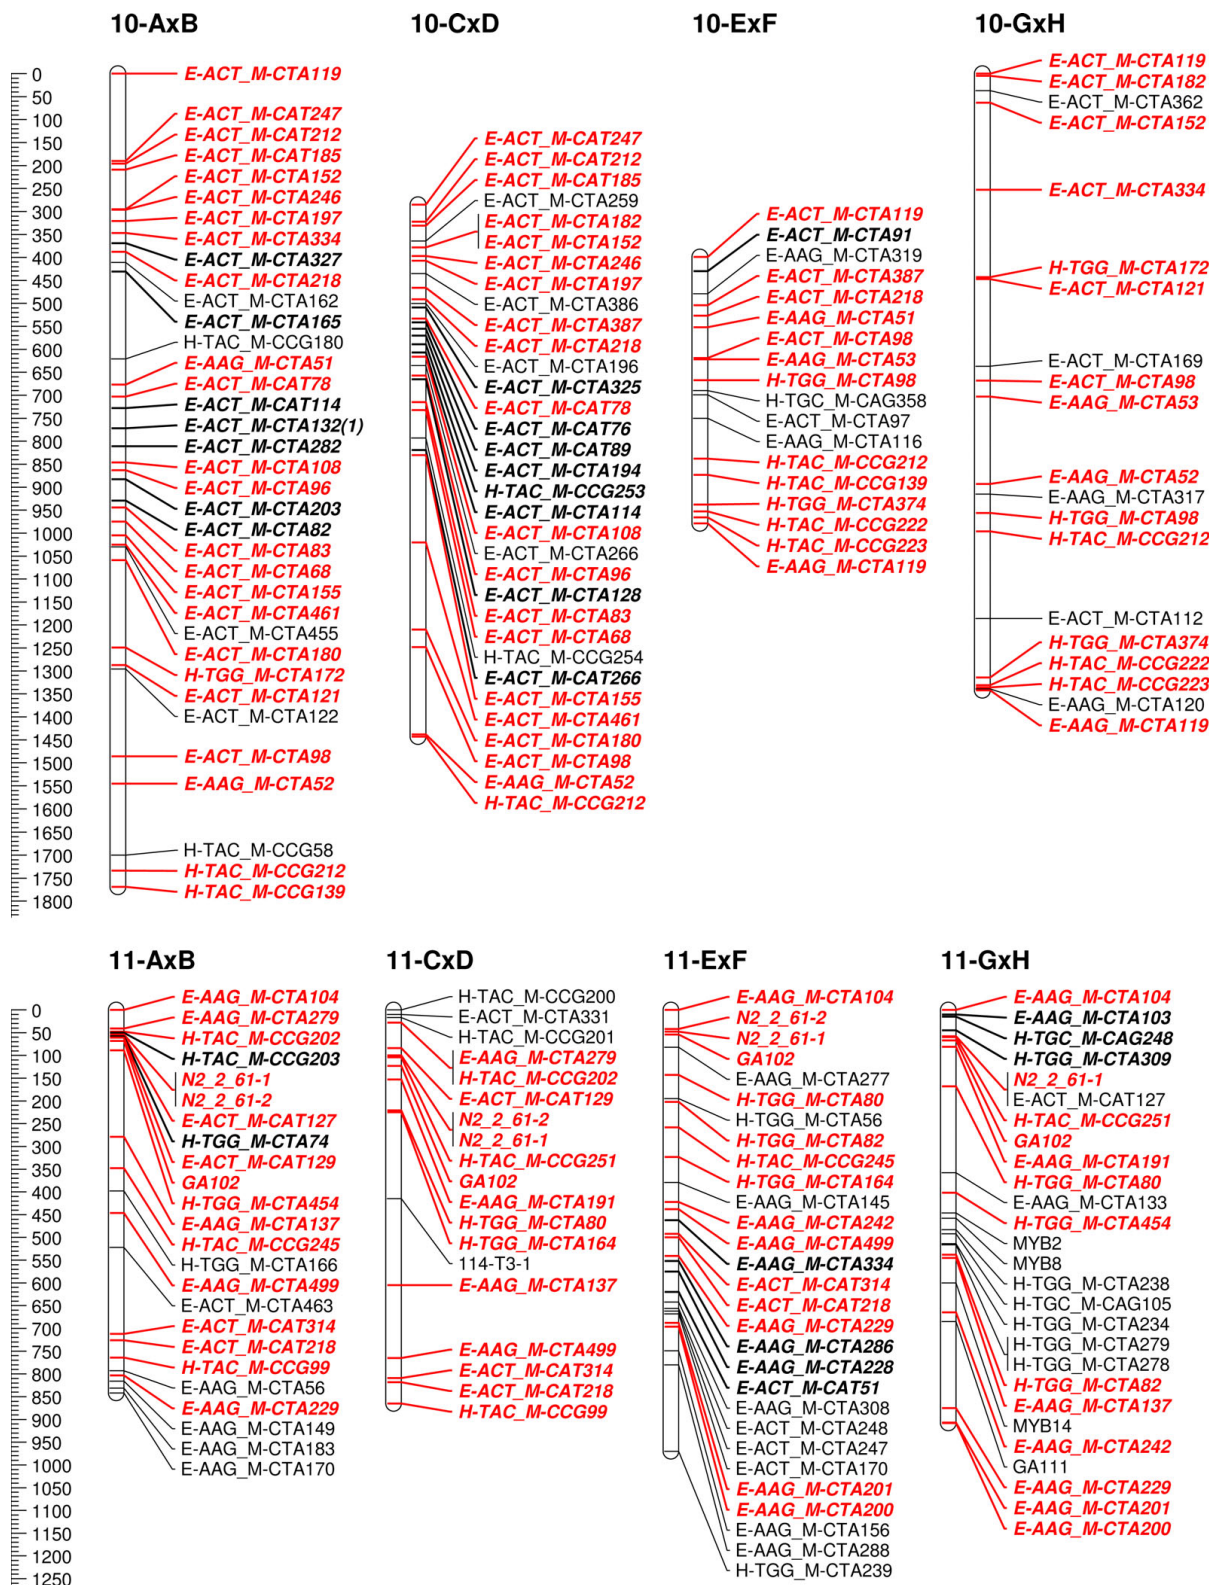 10-AxB
10-CxD
10-ExF
10-GxH
0
50
100
150
200
250
300
350
400
450
500
550
600
650
700
750
800
850
900
950
1000
1050
1100
1150
1200
1250
1300
1350
1400
1450
1500
1550
1600
1650
1700
1750
1800
E-ACT_M-CTA119
E-ACT_M-CAT247
E-ACT_M-CAT212
E-ACT_M-CAT185
E-ACT_M-CTA152
E-ACT_M-CTA246
E-ACT_M-CTA197
E-ACT_M-CTA334
E-ACT_M-CTA327
E-ACT_M-CTA218
E-ACT_M-CTA162
E-ACT_M-CTA165
H-TAC_M-CCG180
E-AAG_M-CTA51
E-ACT_M-CAT78
E-ACT_M-CAT114
E-ACT_M-CTA132(1)
E-ACT_M-CTA282
E-ACT_M-CTA108
E-ACT_M-CTA96
E-ACT_M-CTA203
E-ACT_M-CTA82
E-ACT_M-CTA83
E-ACT_M-CTA68
E-ACT_M-CTA155
E-ACT_M-CTA461
E-ACT_M-CTA455
E-ACT_M-CTA180
H-TGG_M-CTA172
E-ACT_M-CTA121
E-ACT_M-CTA122
E-ACT_M-CTA98
E-AAG_M-CTA52
H-TAC_M-CCG58
H-TAC_M-CCG212
H-TAC_M-CCG139
E-ACT_M-CAT247
E-ACT_M-CAT212
E-ACT_M-CAT185
E-ACT_M-CTA259
E-ACT_M-CTA182
E-ACT_M-CTA152
E-ACT_M-CTA246
E-ACT_M-CTA197
E-ACT_M-CTA386
E-ACT_M-CTA387
E-ACT_M-CTA218
E-ACT_M-CTA196
E-ACT_M-CTA325
E-ACT_M-CAT78
E-ACT_M-CAT76
E-ACT_M-CAT89
E-ACT_M-CTA194
H-TAC_M-CCG253
E-ACT_M-CTA114
E-ACT_M-CTA108
E-ACT_M-CTA266
E-ACT_M-CTA96
E-ACT_M-CTA128
E-ACT_M-CTA83
E-ACT_M-CTA68
H-TAC_M-CCG254
E-ACT_M-CAT266
E-ACT_M-CTA155
E-ACT_M-CTA461
E-ACT_M-CTA180
E-ACT_M-CTA98
E-AAG_M-CTA52
H-TAC_M-CCG212
E-ACT_M-CTA119
E-ACT_M-CTA91
E-AAG_M-CTA319
E-ACT_M-CTA387
E-ACT_M-CTA218
E-AAG_M-CTA51
E-ACT_M-CTA98
E-AAG_M-CTA53
H-TGG_M-CTA98
H-TGC_M-CAG358
E-ACT_M-CTA97
E-AAG_M-CTA116
H-TAC_M-CCG212
H-TAC_M-CCG139
H-TGG_M-CTA374
H-TAC_M-CCG222
H-TAC_M-CCG223
E-AAG_M-CTA119
E-ACT_M-CTA119
E-ACT_M-CTA182
E-ACT_M-CTA362
E-ACT_M-CTA152
E-ACT_M-CTA334
H-TGG_M-CTA172
E-ACT_M-CTA121
E-ACT_M-CTA169
E-ACT_M-CTA98
E-AAG_M-CTA53
E-AAG_M-CTA52
E-AAG_M-CTA317
H-TGG_M-CTA98
H-TAC_M-CCG212
E-ACT_M-CTA112
H-TGG_M-CTA374
H-TAC_M-CCG222
H-TAC_M-CCG223
E-AAG_M-CTA120
E-AAG_M-CTA119
11-AxB
11-CxD
11-ExF
11-GxH
0
50
100
150
200
250
300
350
400
450
500
550
600
650
700
750
800
850
900
950
1000
1050
1100
1150
1200
1250
E-AAG_M-CTA104
E-AAG_M-CTA279
H-TAC_M-CCG202
H-TAC_M-CCG203
N2_2_61-1
N2_2_61-2
E-ACT_M-CAT127
H-TGG_M-CTA74
E-ACT_M-CAT129
GA102
H-TGG_M-CTA454
E-AAG_M-CTA137
H-TAC_M-CCG245
H-TGG_M-CTA166
E-AAG_M-CTA499
E-ACT_M-CTA463
E-ACT_M-CAT314
E-ACT_M-CAT218
H-TAC_M-CCG99
E-AAG_M-CTA56
E-AAG_M-CTA229
E-AAG_M-CTA149
E-AAG_M-CTA183
E-AAG_M-CTA170
H-TAC_M-CCG200
E-ACT_M-CTA331
H-TAC_M-CCG201
E-AAG_M-CTA279
H-TAC_M-CCG202
E-ACT_M-CAT129
N2_2_61-2
N2_2_61-1
H-TAC_M-CCG251
GA102
E-AAG_M-CTA191
H-TGG_M-CTA80
H-TGG_M-CTA164
114-T3-1
E-AAG_M-CTA137
E-AAG_M-CTA499
E-ACT_M-CAT314
E-ACT_M-CAT218
H-TAC_M-CCG99
E-AAG_M-CTA104
N2_2_61-2
N2_2_61-1
GA102
E-AAG_M-CTA277
H-TGG_M-CTA80
H-TGG_M-CTA56
H-TGG_M-CTA82
H-TAC_M-CCG245
H-TGG_M-CTA164
E-AAG_M-CTA145
E-AAG_M-CTA242
E-AAG_M-CTA499
E-AAG_M-CTA334
E-ACT_M-CAT314
E-ACT_M-CAT218
E-AAG_M-CTA229
E-AAG_M-CTA286
E-AAG_M-CTA228
E-ACT_M-CAT51
E-AAG_M-CTA308
E-ACT_M-CTA248
E-ACT_M-CTA247
E-ACT_M-CTA170
E-AAG_M-CTA201
E-AAG_M-CTA200
E-AAG_M-CTA156
E-AAG_M-CTA288
H-TGG_M-CTA239
E-AAG_M-CTA104
E-AAG_M-CTA103
H-TGC_M-CAG248
H-TGG_M-CTA309
N2_2_61-1
E-ACT_M-CAT127
H-TAC_M-CCG251
GA102
E-AAG_M-CTA191
H-TGG_M-CTA80
E-AAG_M-CTA133
H-TGG_M-CTA454
MYB2
MYB8
H-TGG_M-CTA238
H-TGC_M-CAG105
H-TGG_M-CTA234
H-TGG_M-CTA279
H-TGG_M-CTA278
H-TGG_M-CTA82
E-AAG_M-CTA137
MYB14
E-AAG_M-CTA242
GA111
E-AAG_M-CTA229
E-AAG_M-CTA201
E-AAG_M-CTA200